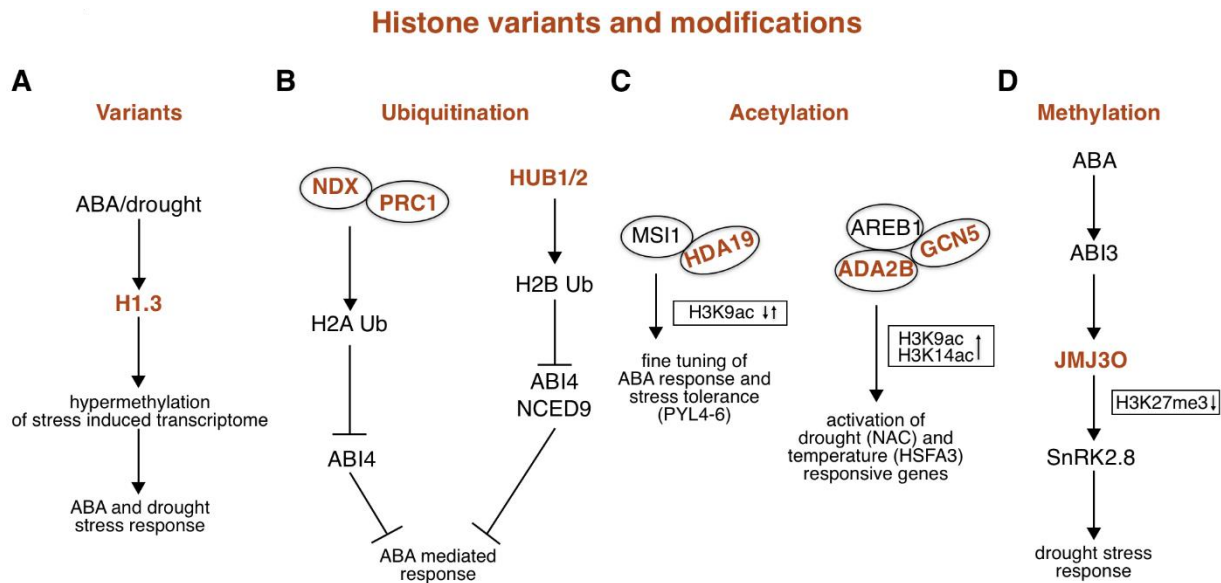 Histone variants and modifications
A
Variants
ABA/drought
H1.3
hypermethylation
of stress induced transcriptome
ABA and drought
stress response
B
Ubiquitination
NDX
PRC1
H2A Ub
ABI4
HUB1/2
H2B Ub
ABI4
NCED9
ABA mediated
response
C
Acetylation
MSI1
HDA19
H3K9ac ↓↑
fine tuning of
ABA response and
stress tolerance
(PYL4-6)
AREB1
GCN5
ADA2B
H3K9ac
H3K14ac ↑
activation of
drought (NAC) and
temperature (HSFA3)
responsive genes
D
Methylation
ABA
ABI3
JMJ3O
H3K27me3↓
SnRK2.8
drought stress
response